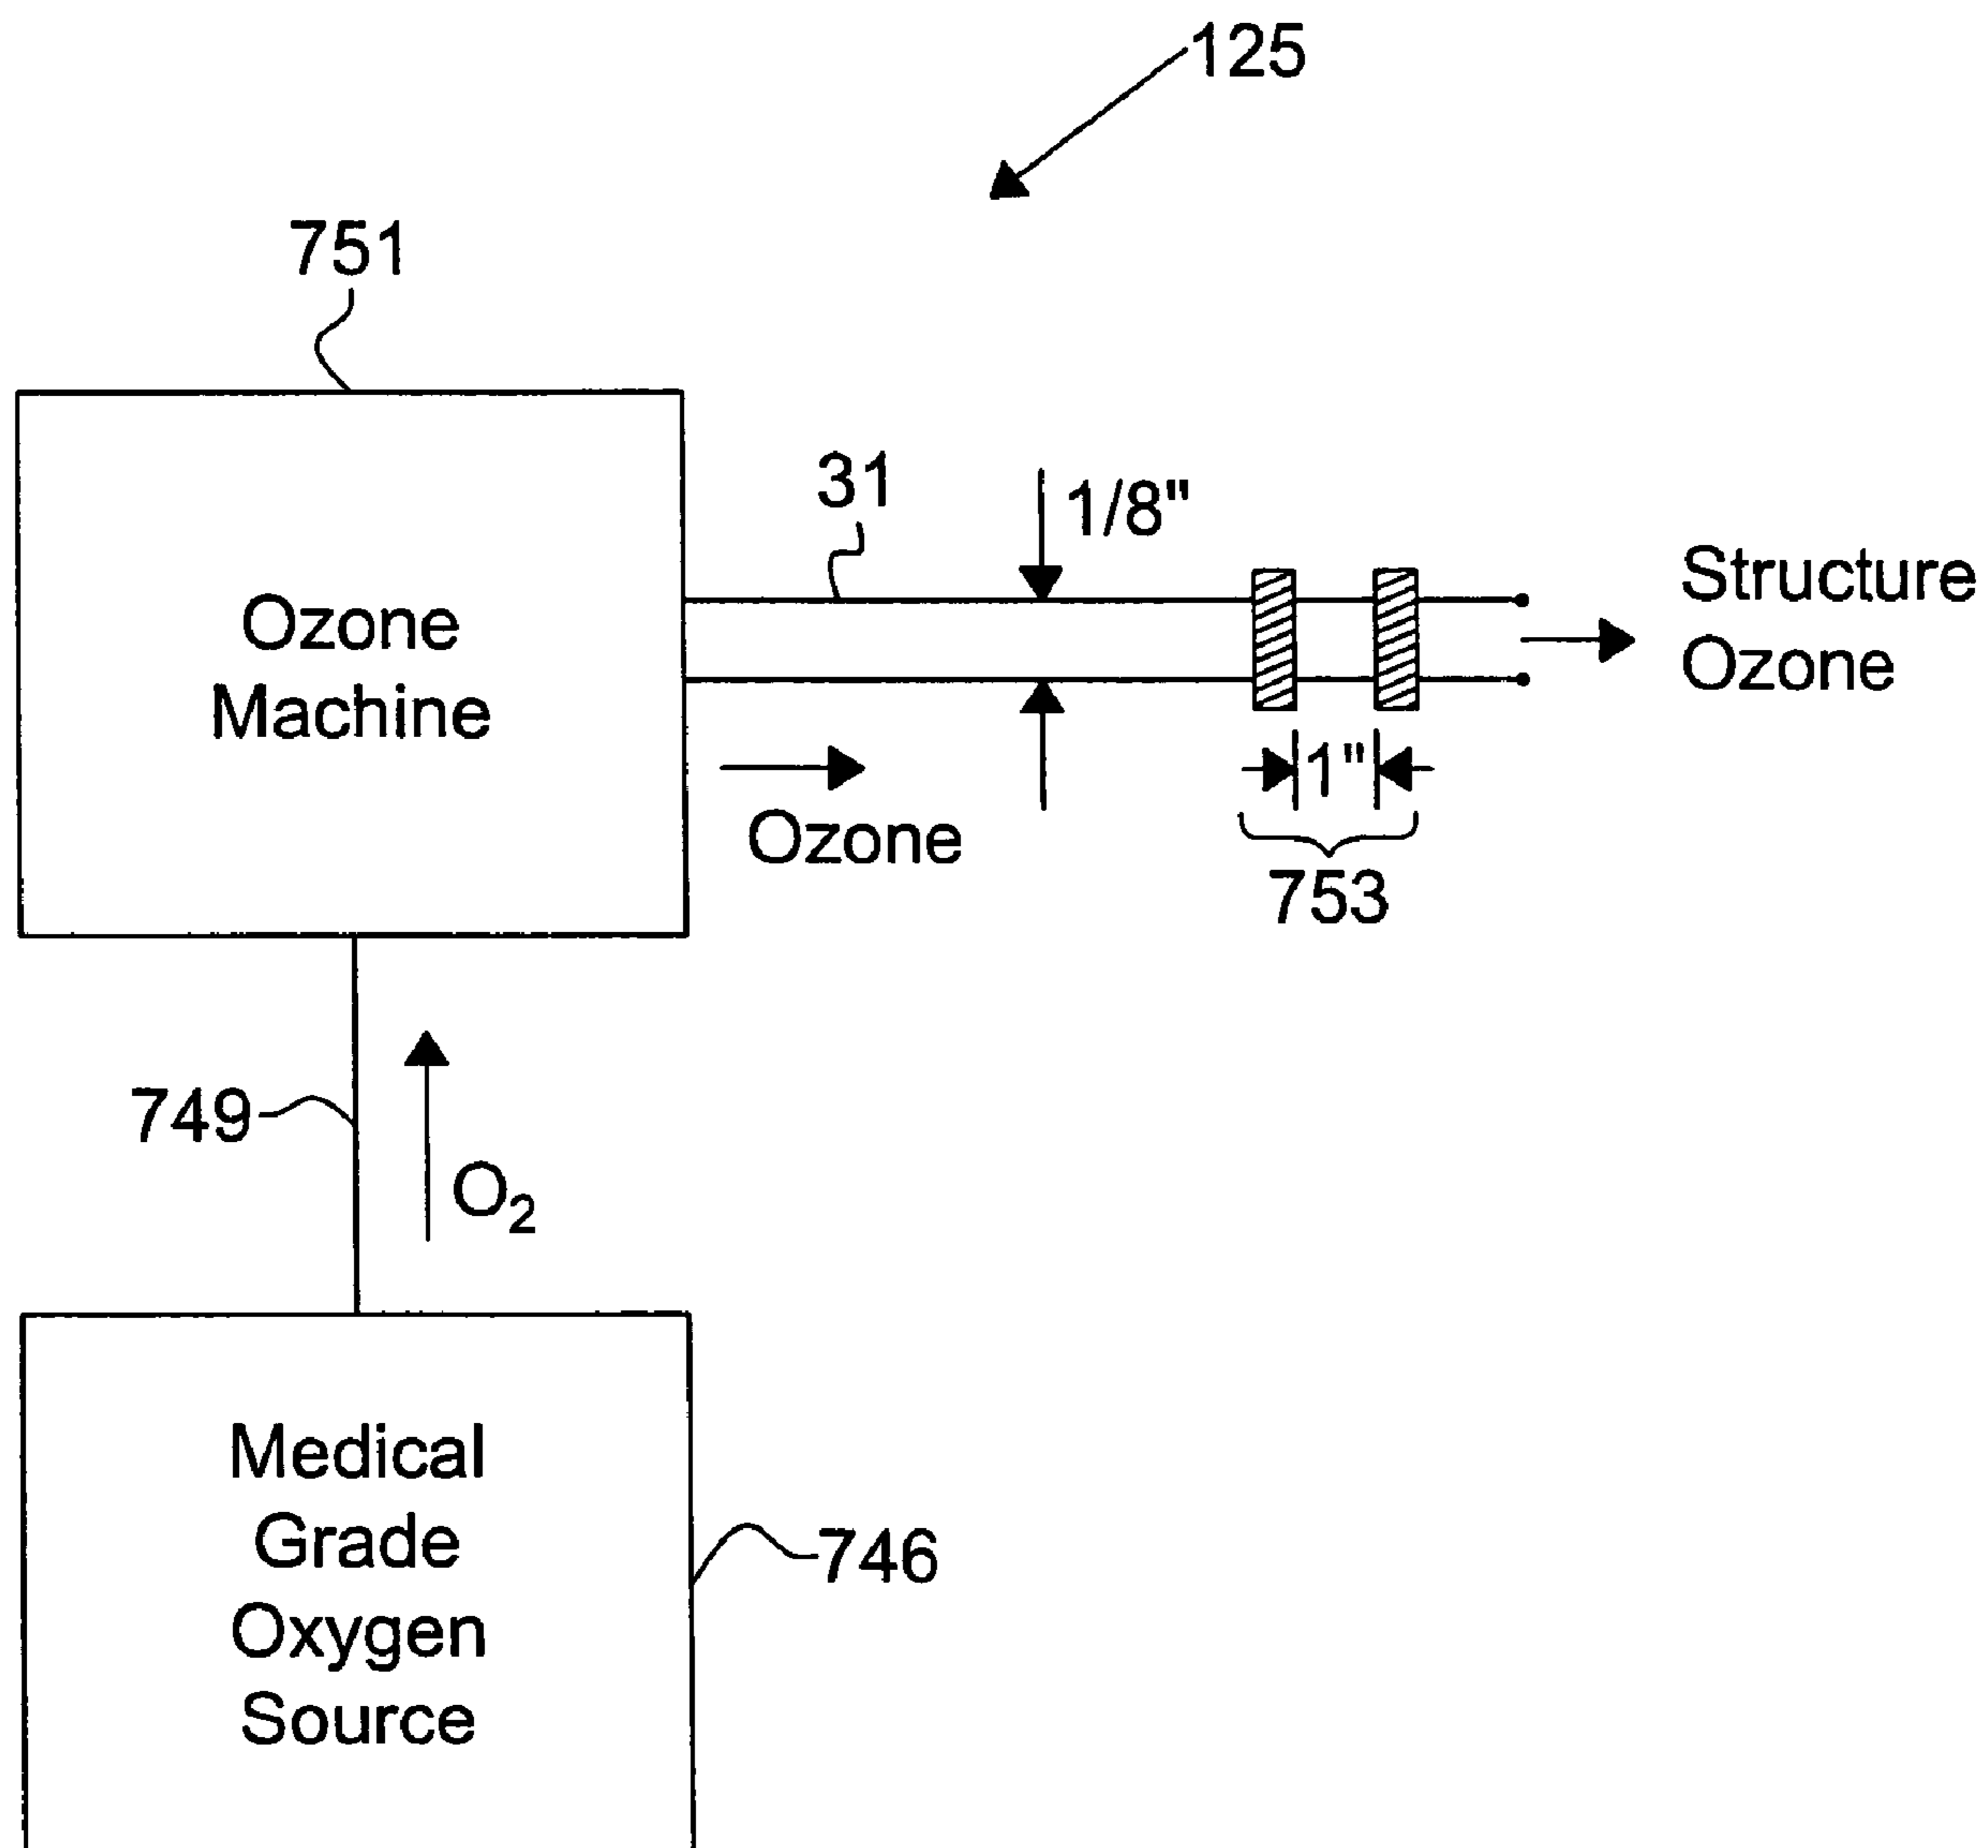 125
751
Ozone
Machine
31
1/8"
Structure
Ozone
1"
Ozone
753
749
O₂
Medical
Grade
Oxygen
Source
746